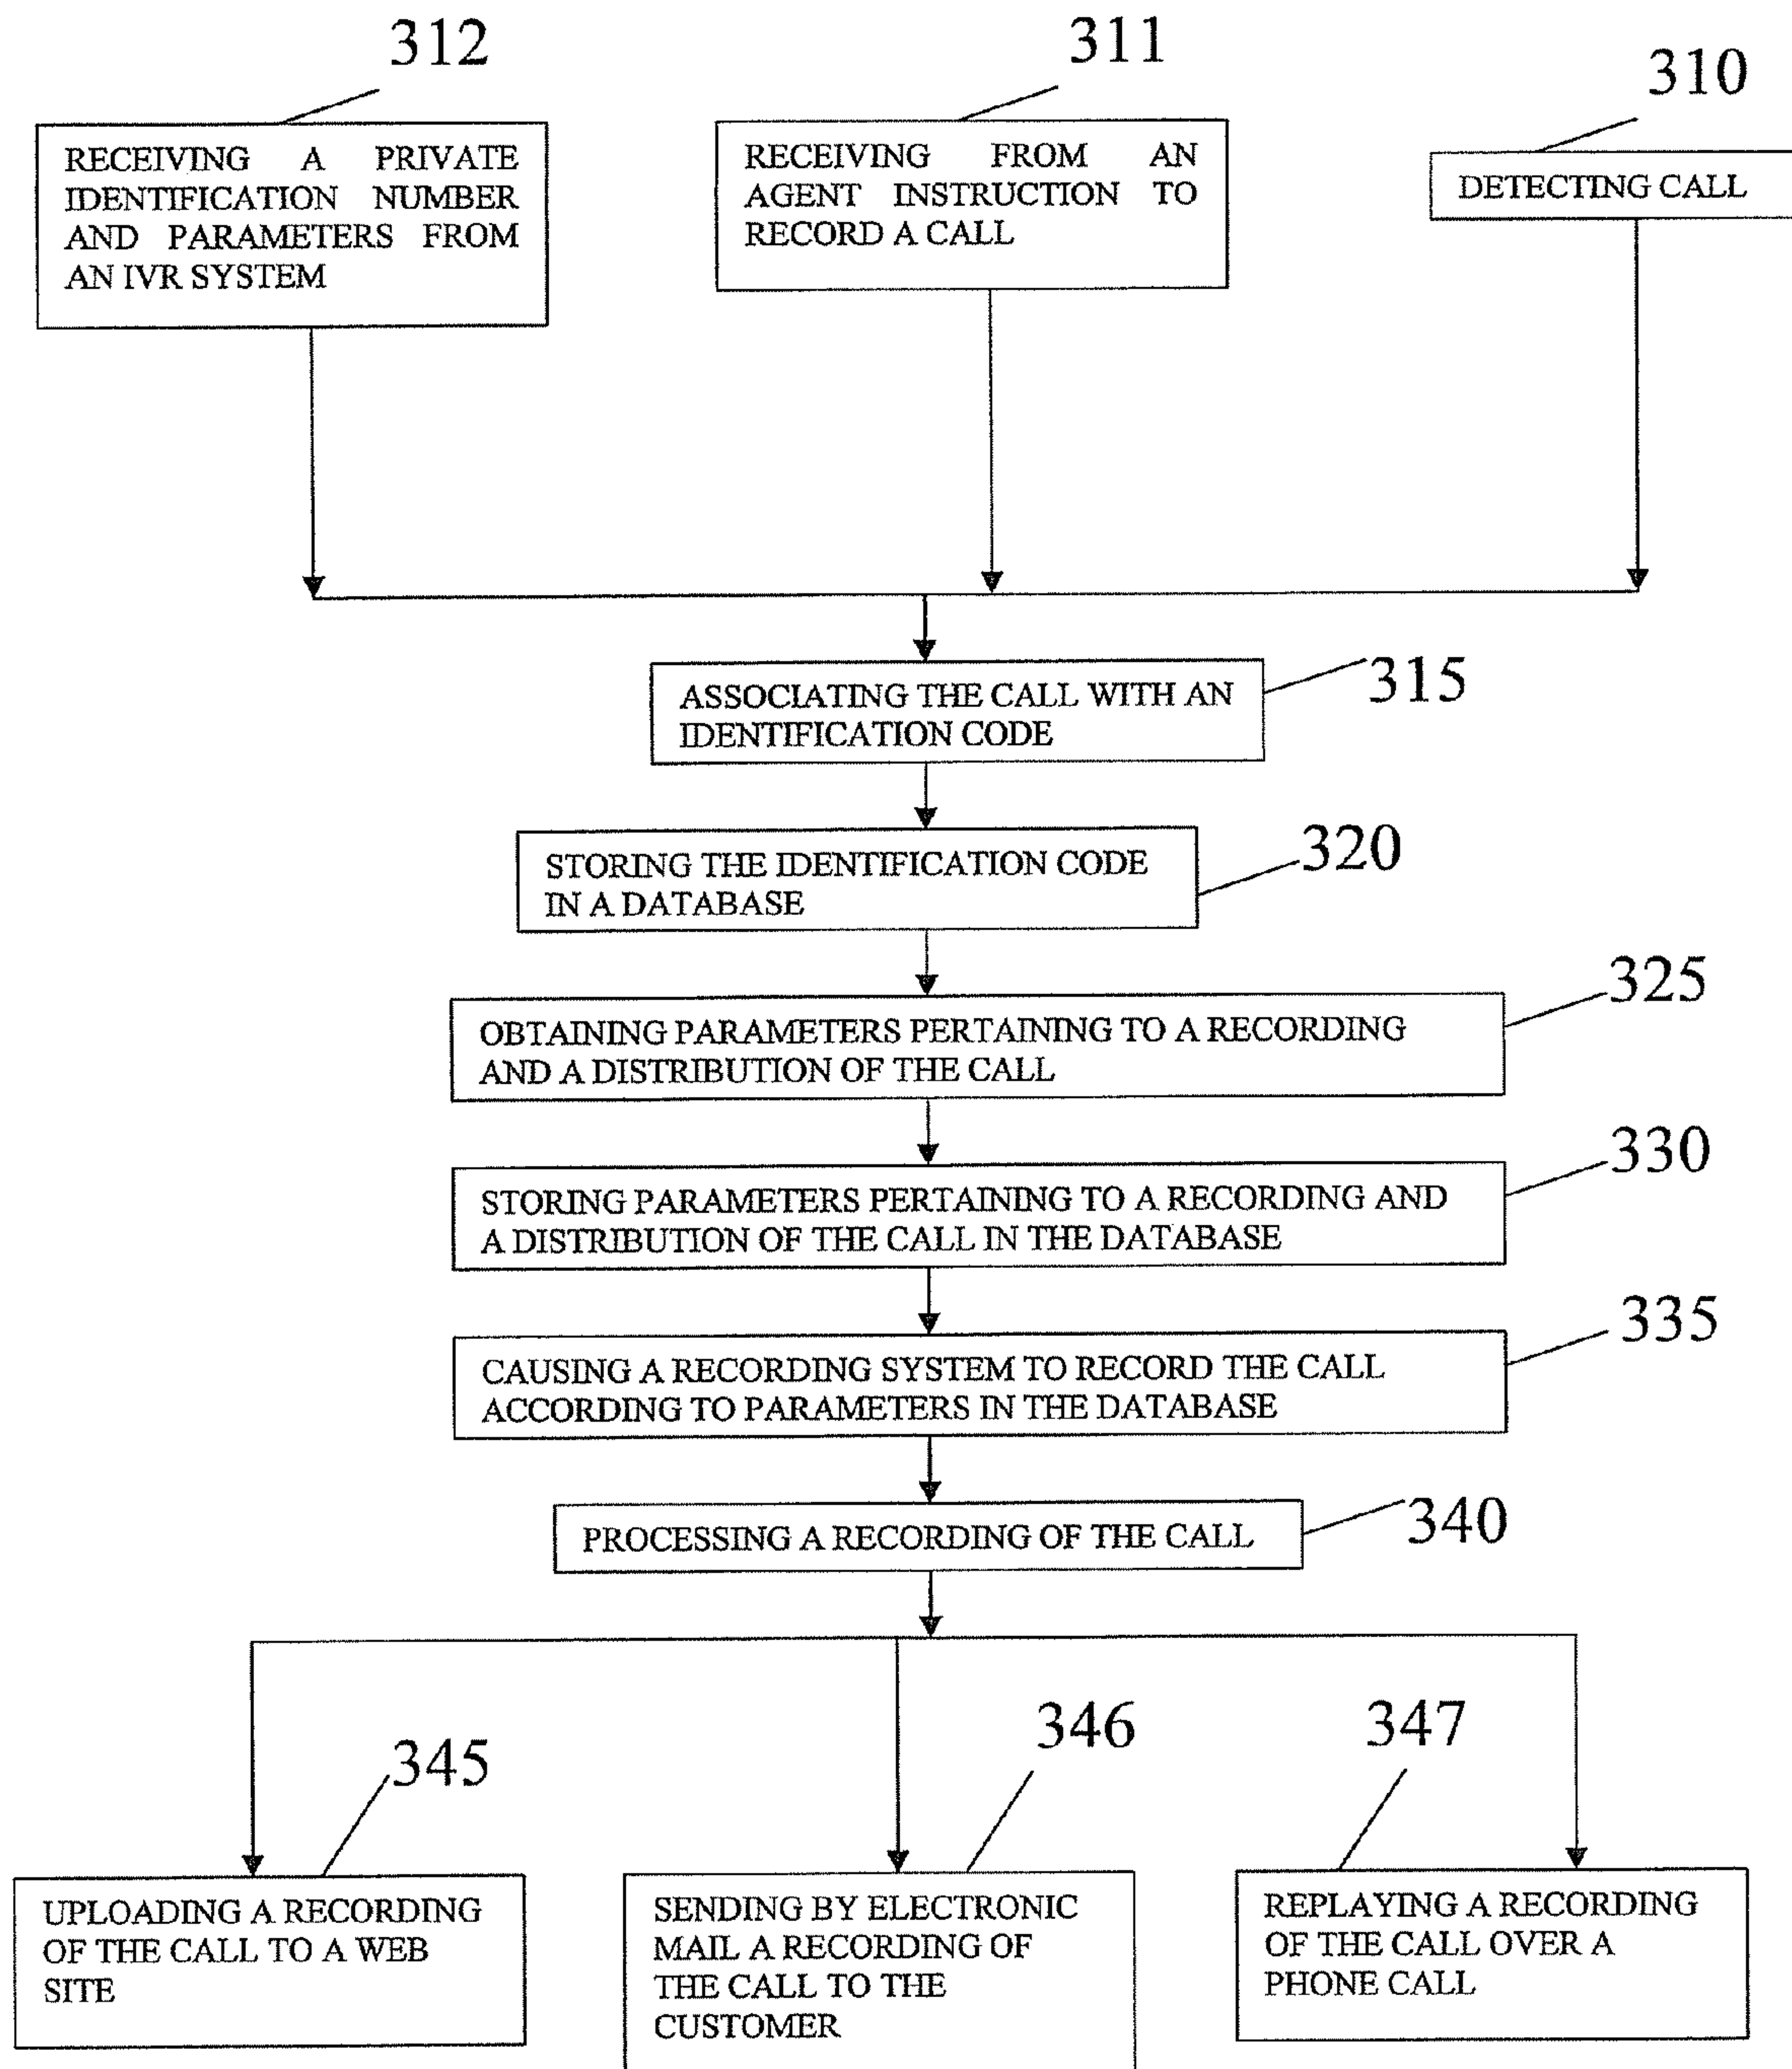 312
311
310
RECEIVING A PRIVATE
IDENTIFICATION NUMBER
AND PARAMETERS FROM
AN IVR SYSTEM
RECEIVING FROM AN
AGENT INSTRUCTION TO
RECORD A CALL
DETECTING CALL
315
ASSOCIATING THE CALL WITH AN
IDENTIFICATION CODE
320
STORING THE IDENTIFICATION CODE
IN A DATABASE
325
OBTAINING PARAMETERS PERTAINING TO A RECORDING
AND A DISTRIBUTION OF THE CALL
330
STORING PARAMETERS PERTAINING TO A RECORDING AND
A DISTRIBUTION OF THE CALL IN THE DATABASE
335
CAUSING A RECORDING SYSTEM TO RECORD THE CALL
ACCORDING TO PARAMETERS IN THE DATABASE
340
PROCESSING A RECORDING OF THE CALL
345
346
347
UPLOADING A RECORDING
OF THE CALL TO A WEB
SITE
SENDING BY ELECTRONIC
MAIL A RECORDING OF
THE CALL TO THE
CUSTOMER
REPLAYING A RECORDING
OF THE CALL OVER A
PHONE CALL